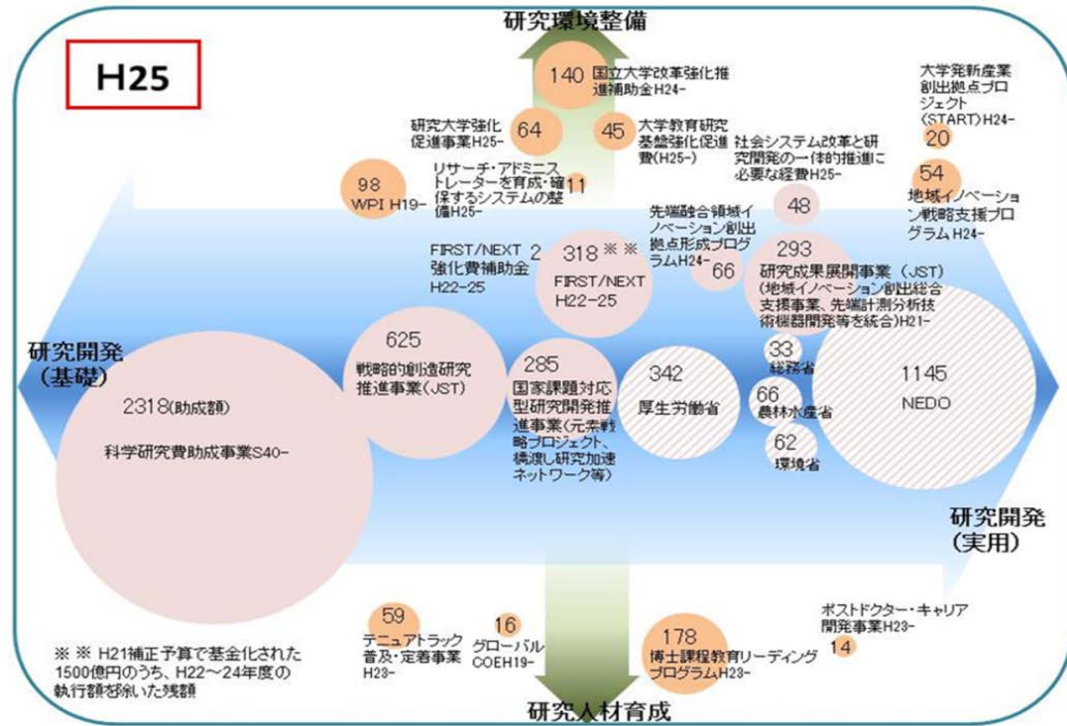 研究環境整備
H25
140
国立大学改革強化推
進補助金H24-
大学発新産業
創出拠点プロ
ジェクト
(START)H24-
20
研究大学強化
促進事業H25-
64
45
大学教育研究
基盤強化促進
費(H25-)
社会システム改革と研
究開発の一体的推進に
必要な経費H25-
48
54
地域イノベーショ
ン戦略支援プロ
グラムH24-
98
WPI H19-
リサーチ・アドミニス
トレーターを育成・確
保するシステムの整
備H25-
11
先端融合領域イ
ノベーション創出
拠点形成プログ
ラムH24-
66
FIRST/NEXT
強化費補助金
H22-25
2
318※ ※
FIRST/NEXT
H22-25
293
研究成果展開事業 (JST)
(地域イノベーション創出総合
支援事業、先端計測分析技
術機器開発等を統合)H21-
研究開発
(基礎)
2318(助成額)
科学研究費助成事業S40-
625
戦略的創造研究
推進事業(JST)
285
国家課題対応
型研究開発推
進事業(元素戦
略プロジェクト、
橋渡し研究加速
ネットワーク等)
342
厚生労働省
33
総務省
66
農林水産省
62
環境省
1145
NEDO
研究開発
(実用)
59
テニュアトラック
普及・定着事業
H23-
16
グローバル
COEH19-
178
博士課程教育リーディング
プログラムH23-
ポストドクター・キャリア
開発事業H23-
14
※ ※ H21補正予算で基金化された
1500億円のうち、H22～24年度の
執行額を除いた残額
研究人材育成